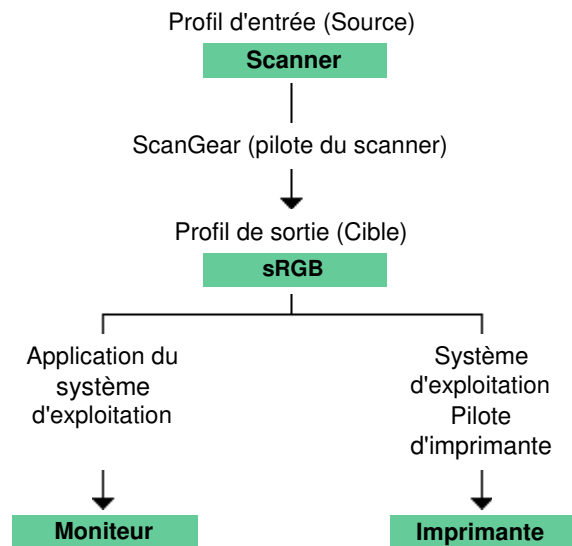 Profil d'entrée (Source)
Scanner
ScanGear (pilote du scanner)
Profil de sortie (Cible)
sRGB
Application du
système
d'exploitation
Système
d'exploitation
Pilote
d'imprimante
Moniteur
Imprimante